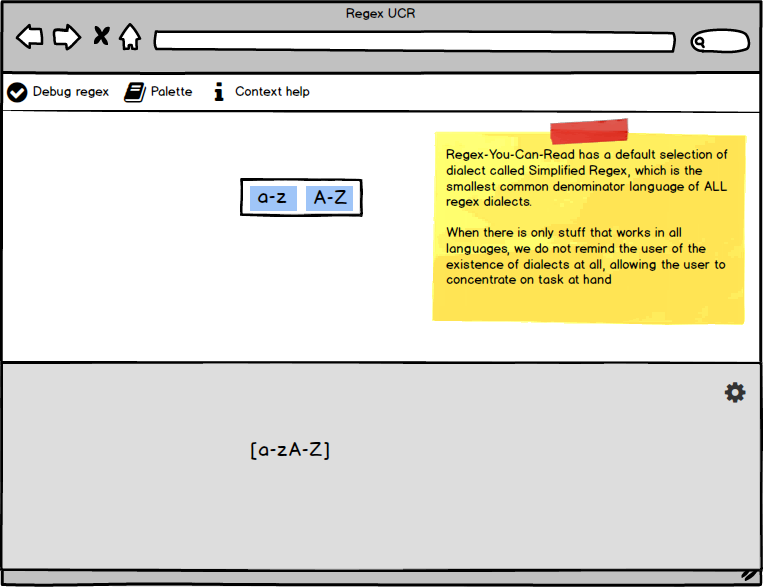 Regex UCR
Debug regex Palette Context help
a-z A-Z
Regex-You-Can-Read has a default selection of
dialect called Simplified Regex, which is the
smallest common denominator language of ALL
regex dialects.
When there is only stuff that works in all
languages, we do not remind the user of the
existence of dialects at all, allowing the user to
concentrate on task at hand
[a-zA-Z]